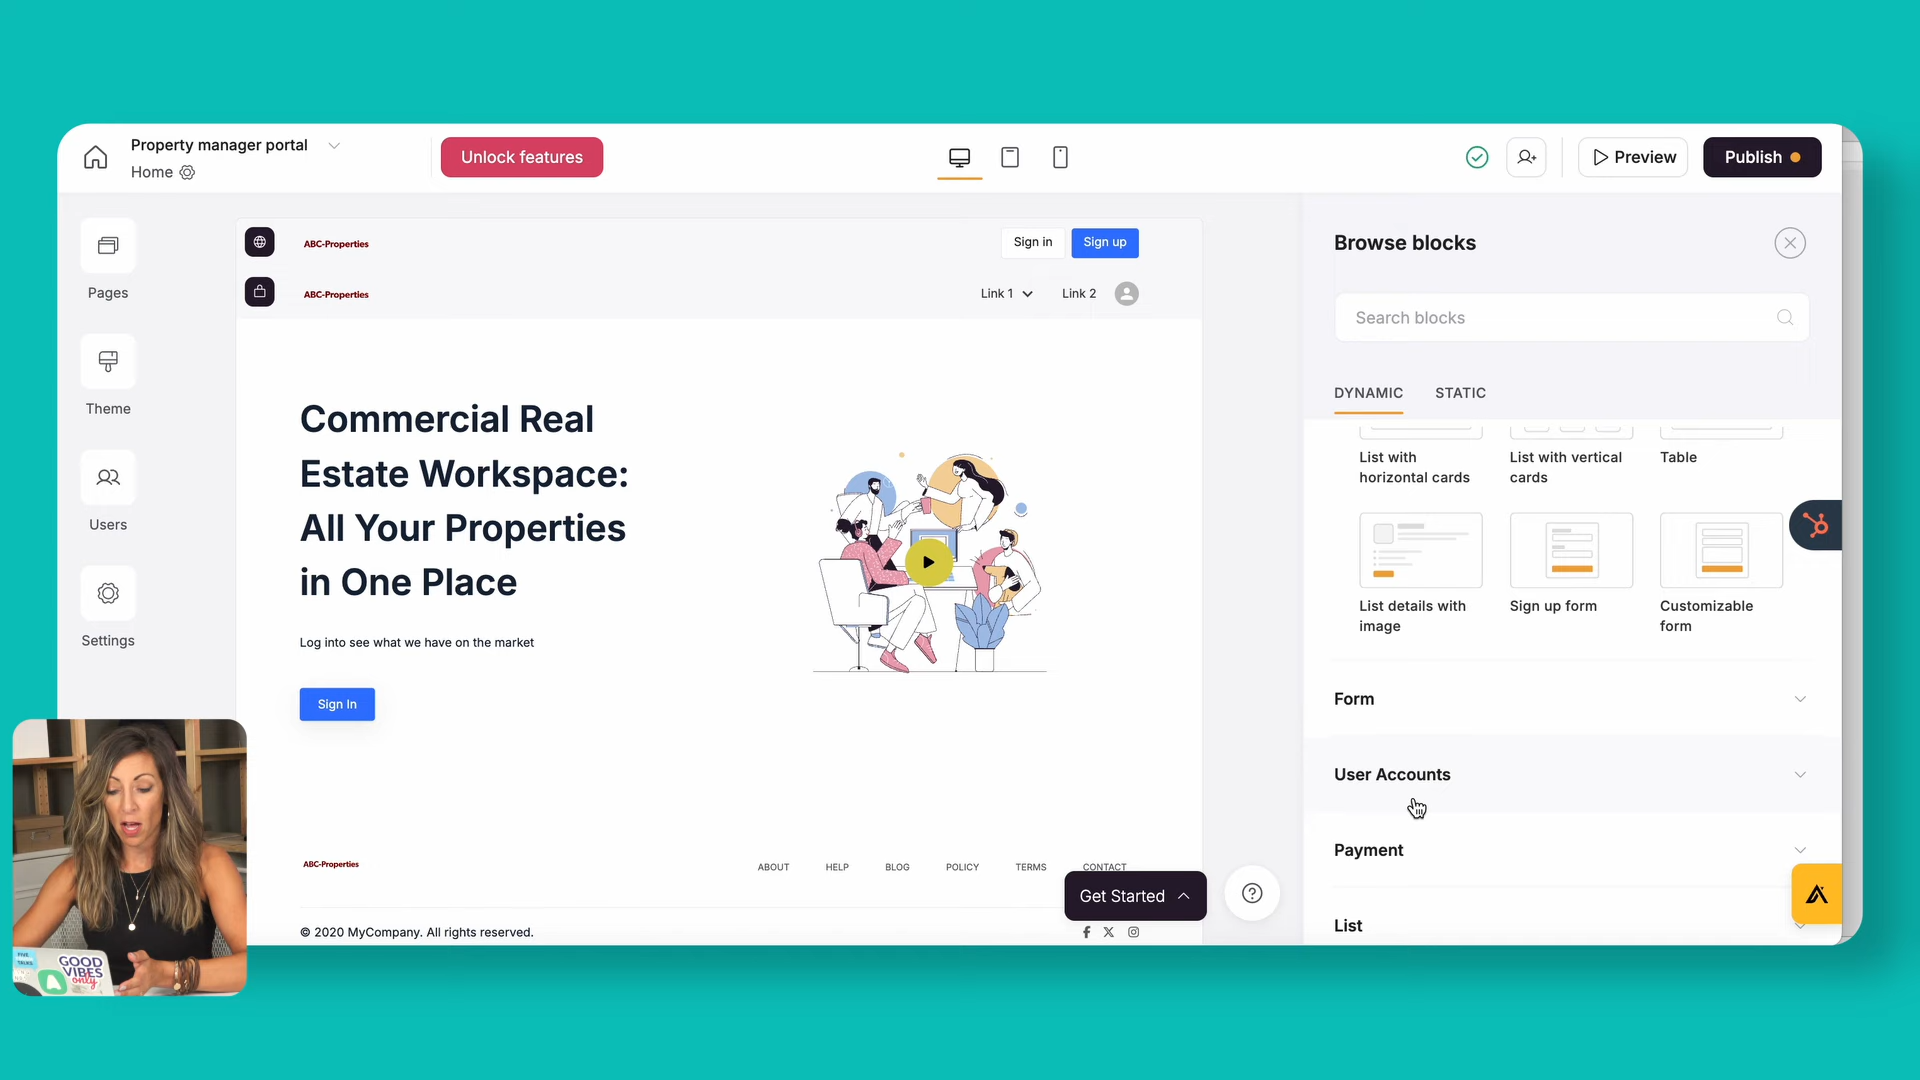 Property manager portal
Home
Unlock features
Preview
Publish
Pages
Theme
Users
Settings
ABC-Properties
Sign in
Sign up
ABC-Properties
Link 1
Link 2
Commercial Real
Estate Workspace:
All Your Properties
in One Place
Log into see what we have on the market
Sign In
ABC-Properties
ABOUT
HELP
BLOG
POLICY
TERMS
CONTACT
© 2020 MyCompany. All rights reserved.
Get Started
Browse blocks
Search blocks
DYNAMIC
STATIC
List with
horizontal cards
List with vertical
cards
Table
List details with
image
Sign up form
Customizable
form
Form
User Accounts
Payment
List
FIVE
TALKS
GOOD
VIBES
only